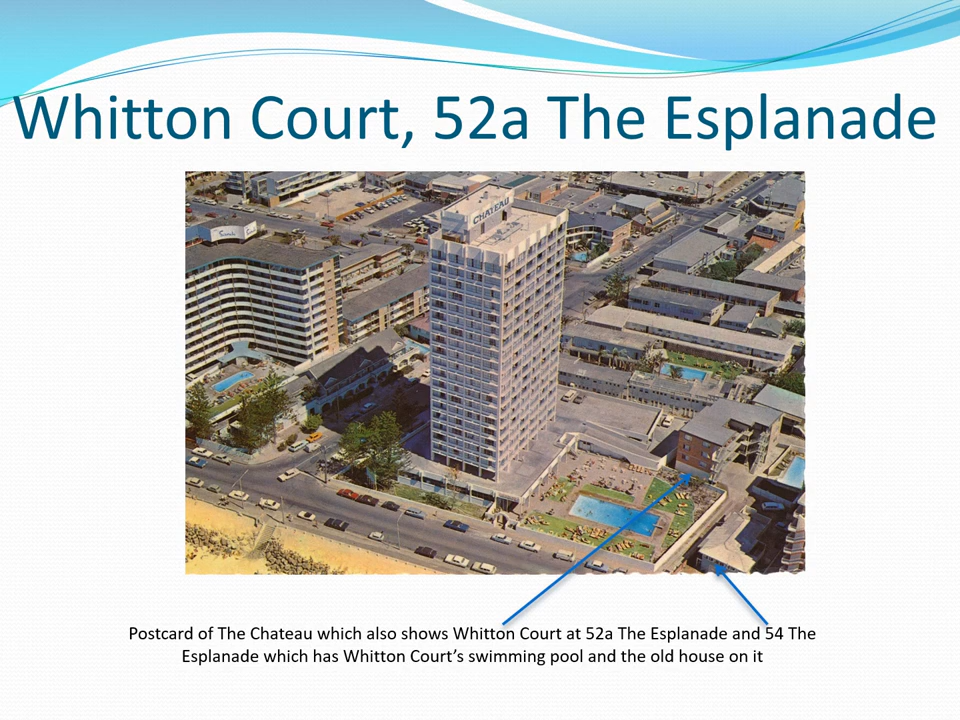 Whitton Court, 52a The Esplanade
CHATEAU
Postcard of The Chateau which also shows Whitton Court at 52a The Esplanade and 54 The
Esplanade which has Whitton Court’s swimming pool and the old house on it